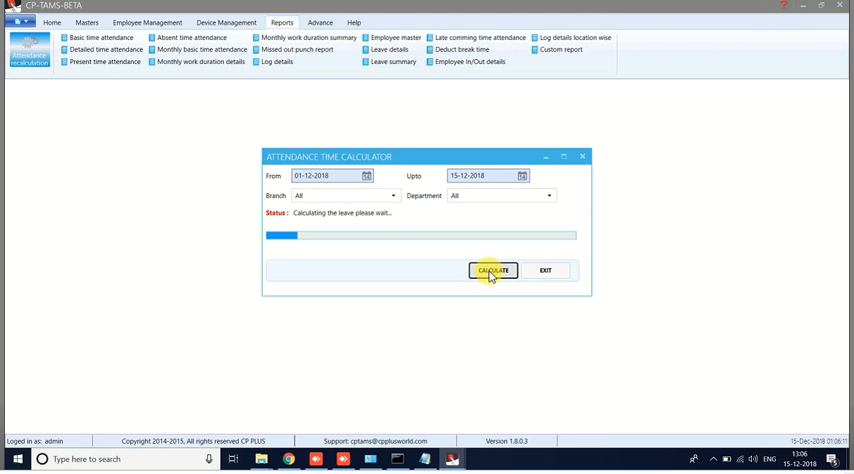 CP-TAMS-BETA
Home Masters Employee Management Device Management Reports Advance Help
Attendance recalculation
Basic time attendance Absent time attendance Monthly work duration summary Employee master Late comming time attendance Log details location wise
Detailed time attendance Monthly basic time attendance Missed out punch report Leave details Deduct break time Custom report
Present time attendance Monthly work duration details Log details Leave summary Employee In/Out details
ATTENDANCE TIME CALCULATOR
From 01-12-2018 Upto 15-12-2018
Branch All Department All
Status : Calculating the leave please wait...
CALCULATE EXIT
Loged in as: admin Copyright 2014-2015, All rights reserved CP PLUS Support: cptams@cpplusworld.com Version 1.8.0.3 15-Dec-2018 01:06:11
Type here to search ENG 13:06
15-12-2018